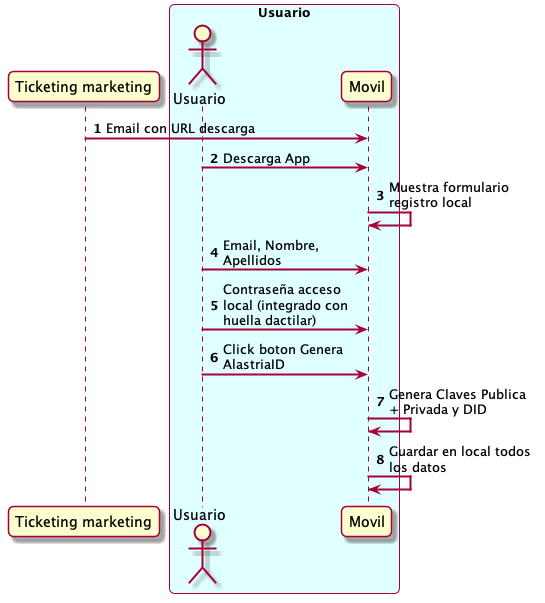 Usuario
Usuario
Ticketing marketing
Movil
1 Email con URL descarga
2 Descarga App
3 Muestra formulario
registro local
4 Email, Nombre,
Apellidos
Contraseña acceso
5 local (integrado con
huella dactilar)
6 Click boton Genera
AlastriaID
7 Genera Claves Publica
+ Privada y DID
8 Guardar en local todos
los datos
Ticketing marketing
Usuario
Movil